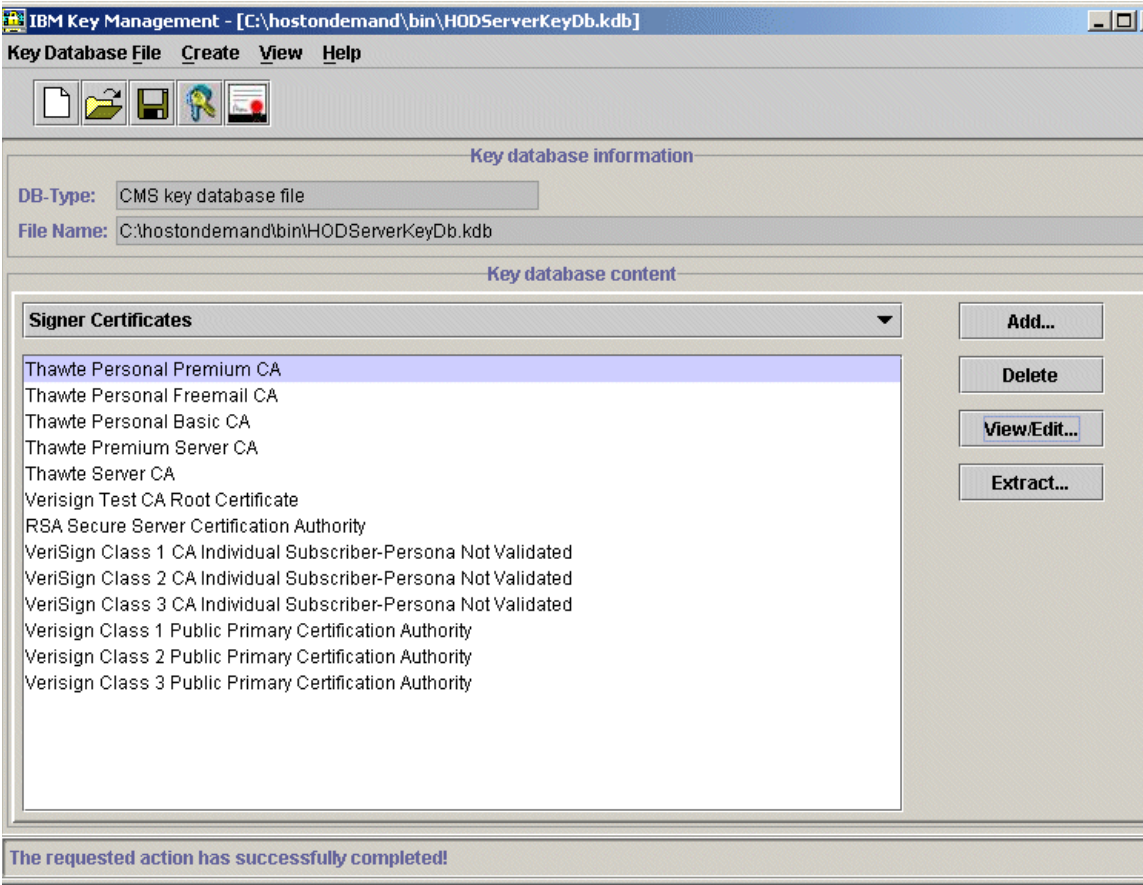 IBM Key Management - [C:\hostondemand\bin\HODServerKeyDb.kdb]
Key Database File Create View Help
Key database information
DB-Type: CMS key database file
File Name: C:\hostondemand\bin\HODServerKeyDb.kdb
Key database content
Signer Certificates
Add...
Thawte Personal Premium CA
Delete
Thawte Personal Freemail CA
Thawte Personal Basic CA
View/Edit...
Thawte Premium Server CA
Thawte Server CA
Extract...
Verisign Test CA Root Certificate
RSA Secure Server Certification Authority
VeriSign Class 1 CA Individual Subscriber-Persona Not Validated
VeriSign Class 2 CA Individual Subscriber-Persona Not Validated
VeriSign Class 3 CA Individual Subscriber-Persona Not Validated
Verisign Class 1 Public Primary Certification Authority
Verisign Class 2 Public Primary Certification Authority
Verisign Class 3 Public Primary Certification Authority
The requested action has successfully completed!